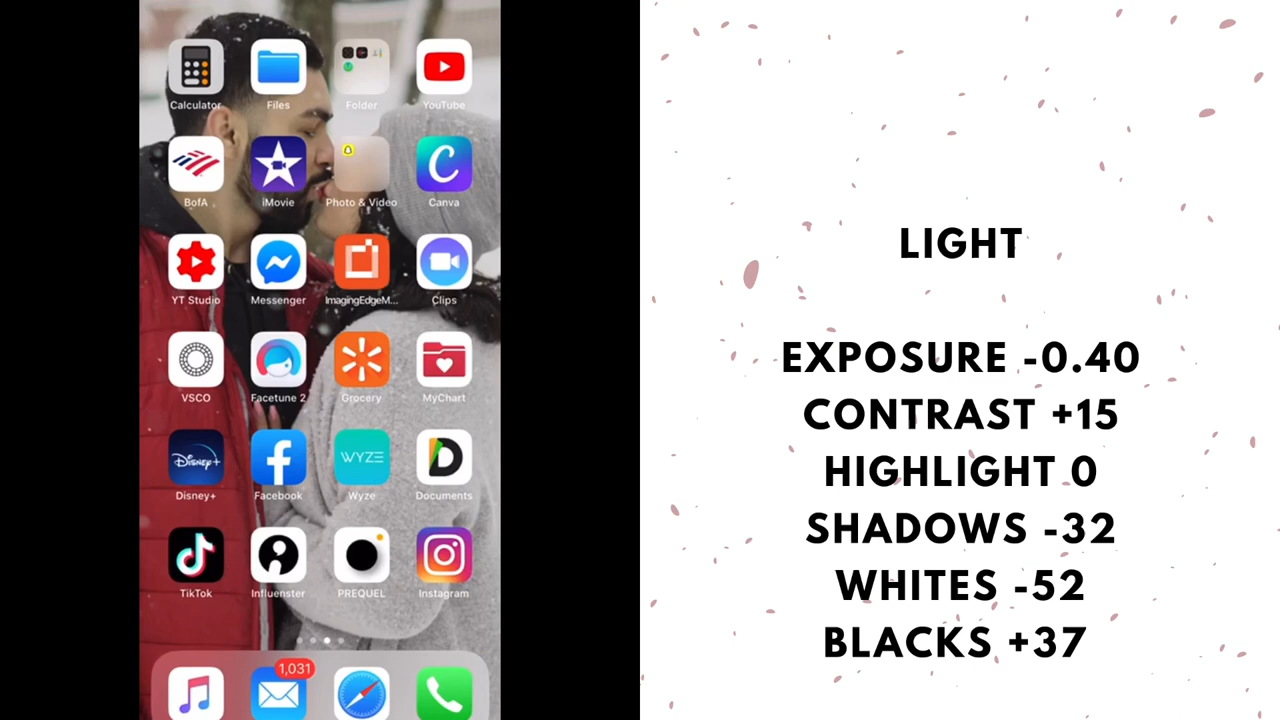 Calculator
Files
Folder
YouTube
BofA
iMovie
Photo & Video
Canva
YT Studio
Messenger
ImagingEdgeM...
Clips
VSCO
Facetune 2
Grocery
MyChart
Disney+
WYZE
Disney+
Facebook
Wyze
Documents
TikTok
Influenster
PREQUEL
Instagram
1,031
LIGHT
EXPOSURE -0.40
CONTRAST +15
HIGHLIGHT 0
SHADOWS -32
WHITES -52
BLACKS +37